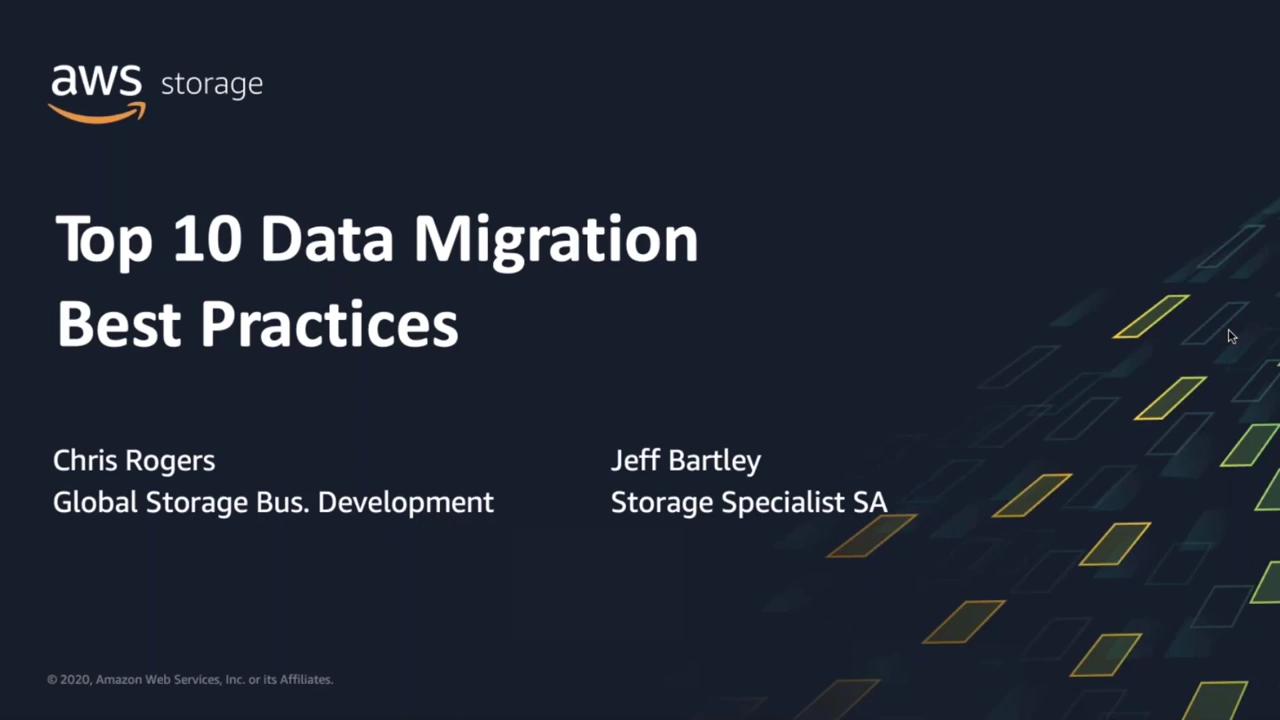 aws storage
Top 10 Data Migration
Best Practices
Chris Rogers
Global Storage Bus. Development
Jeff Bartley
Storage Specialist SA
© 2020, Amazon Web Services, Inc. or its Affiliates.